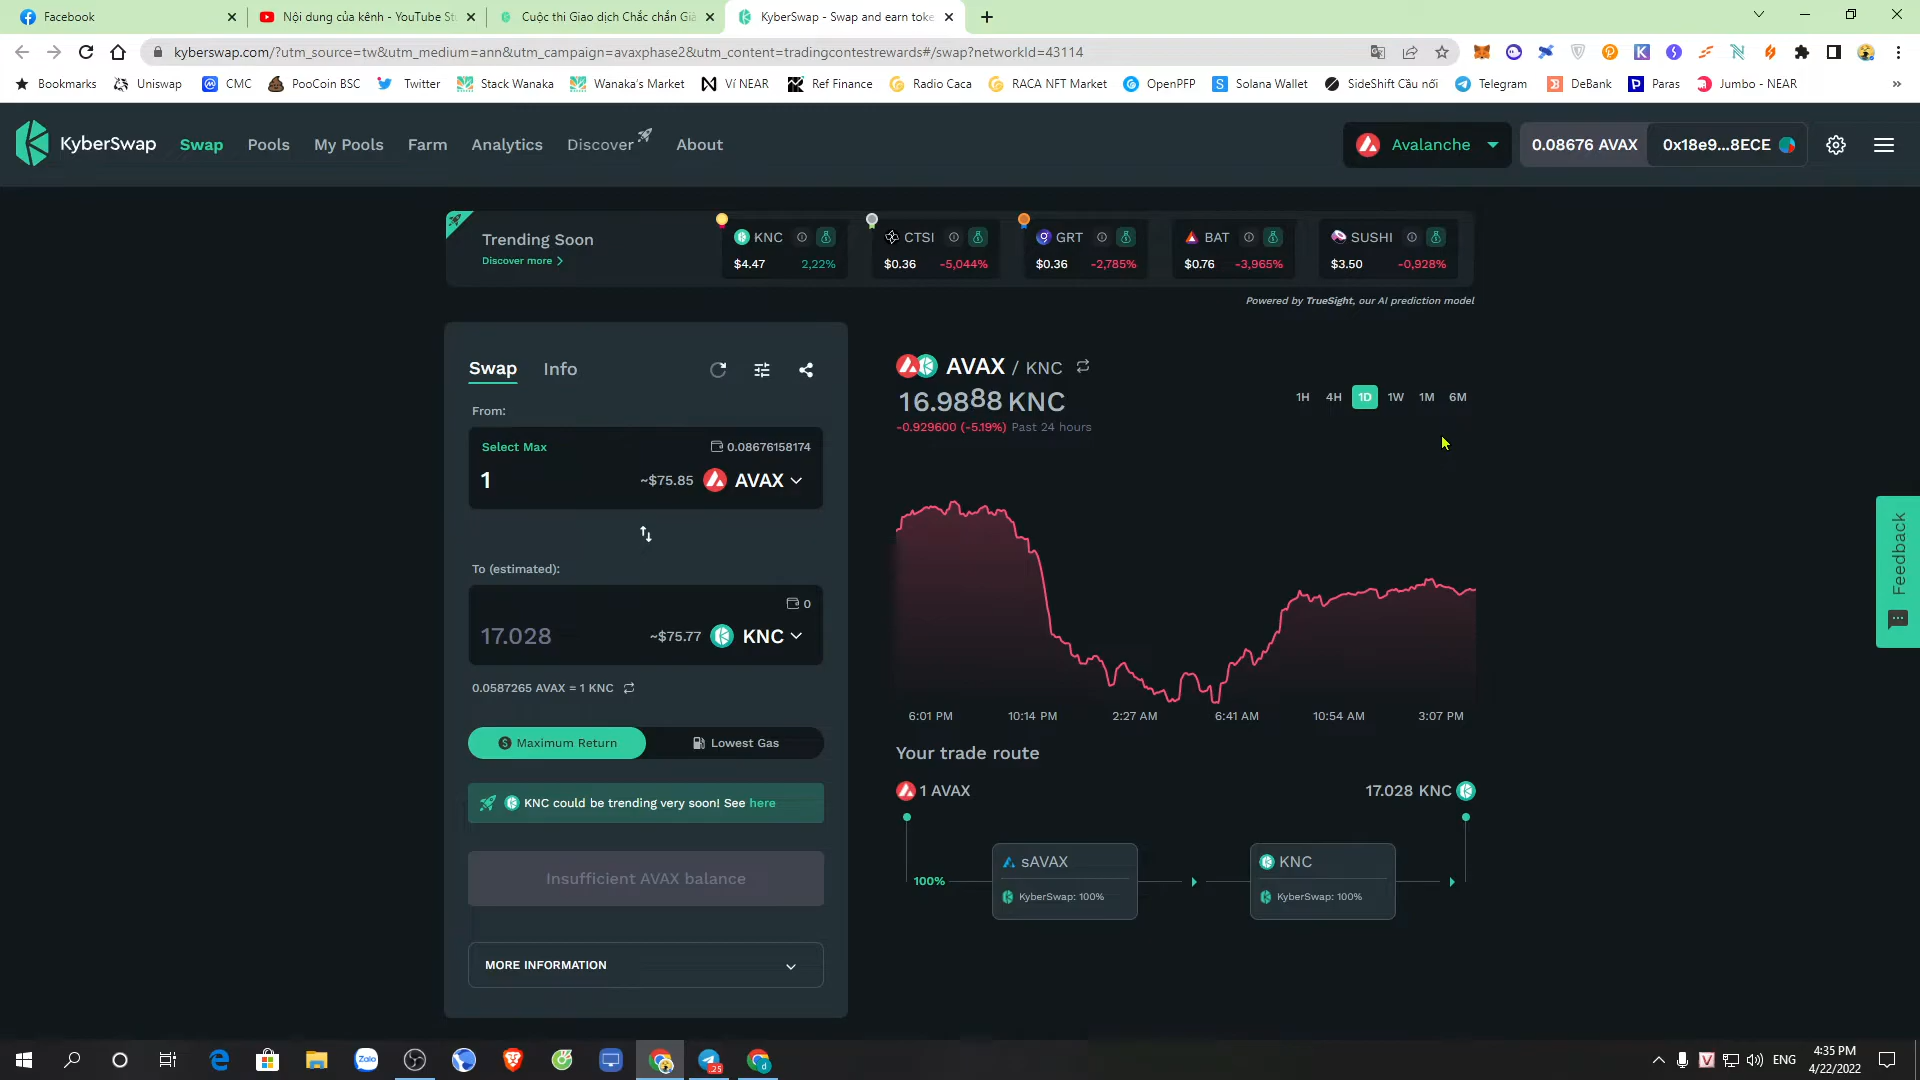 Facebook
Nội dung của kênh - YouTube St
Cuộc thi Giao dịch Chắc chắn Già
KyberSwap - Swap and earn toke
kyberswap.com/?utm_source=tw&utm_medium=ann&utm_campaign=avaxphase2&utm_content=tradingcontestrewards#/swap?networkId=43114
Bookmarks Uniswap CMC PooCoin BSC Twitter Stack Wanaka Wanaka's Market Ví NEAR Ref Finance Radio Caca RACA NFT Market OpenPFP Solana Wallet SideShift Cầu nối Telegram DeBank Paras Jumbo - NEAR »
KyberSwap Swap Pools My Pools Farm Analytics Discover About Avalanche 0.08676 AVAX 0x18e9...8ECE
Trending Soon
Discover more >
KNC
$4.47 2,22%
CTSI
$0.36 -5,044%
GRT
$0.36 -2,785%
BAT
$0.76 -3,965%
SUSHI
$3.50 -0,928%
Powered by TrueSight, our AI prediction model
Swap Info
From:
Select Max 0.08676158174
1 ~$75.85 AVAX
To (estimated):
0
17.028 ~$75.77 KNC
0.0587265 AVAX = 1 KNC
Maximum Return Lowest Gas
KNC could be trending very soon! See here
Insufficient AVAX balance
MORE INFORMATION
AVAX / KNC
16.9888 KNC
-0.929600 (-5.19%) Past 24 hours
1H 4H 1D 1W 1M 6M
6:01 PM 10:14 PM 2:27 AM 6:41 AM 10:54 AM 3:07 PM
Your trade route
1 AVAX 17.028 KNC
100%
sAVAX
KyberSwap: 100%
KNC
KyberSwap: 100%
Feedback
Zalo
25
d
V
ENG
4:35 PM
4/22/2022